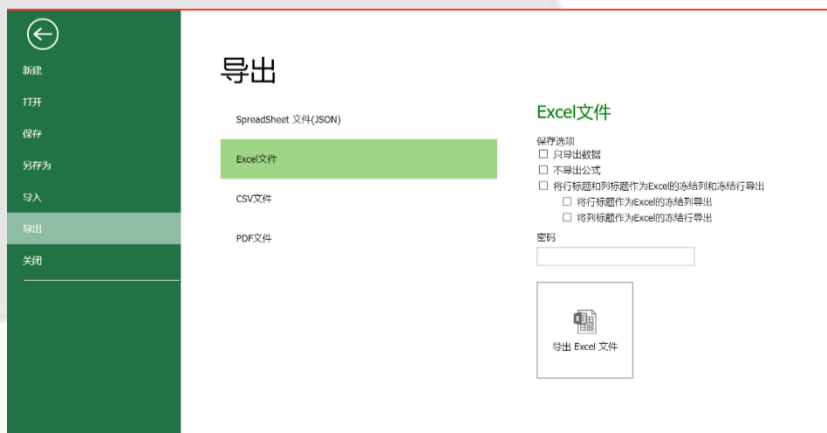 新建
打开
保存
另存为
导入
导出
关闭
导出
SpreadSheet 文件(JSON)
Excel文件
CSV文件
PDF文件
Excel文件
保存选项
只导出数据
不导出公式
将行标题和列标题作为Excel的冻结列和冻结行导出
将行标题作为Excel的冻结列导出
将列标题作为Excel的冻结行导出
密码
导出 Excel 文件